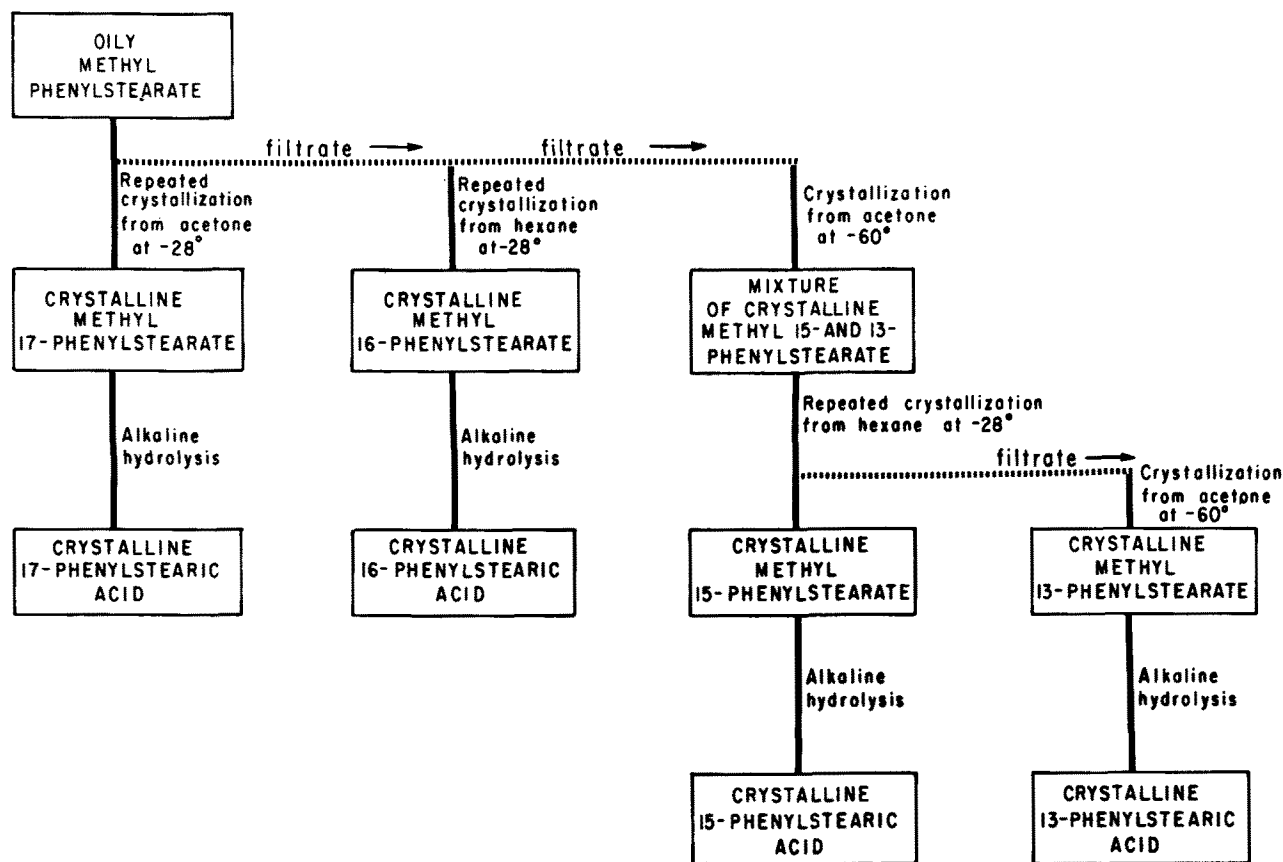 OILY
METHYL
PHENYLSTEARATE
filtrate →
filtrate →
Repeated
crystallization
from acetone
at -28°
Repeated
crystallization
from hexane
at-28°
Crystallization
from acetone
at -60°
CRYSTALLINE
METHYL
17-PHENYLSTEARATE
CRYSTALLINE
METHYL
16-PHENYLSTEARATE
MIXTURE
OF CRYSTALLINE
METHYL 15-AND 13-
PHENYLSTEARATE
Alkaline
hydrolysis
Alkaline
hydrolysis
Repeated crystallization
from hexane at -28°
filtrate →
Crystallization
from acetone
at -60°
CRYSTALLINE
17-PHENYLSTEARIC
ACID
CRYSTALLINE
16-PHENYLSTEARIC
ACID
CRYSTALLINE
METHYL
15-PHENYLSTEARATE
CRYSTALLINE
METHYL
13-PHENYLSTEARATE
Alkaline
hydrolysis
Alkaline
hydrolysis
CRYSTALLINE
15-PHENYLSTEARIC
ACID
CRYSTALLINE
13-PHENYLSTEARIC
ACID